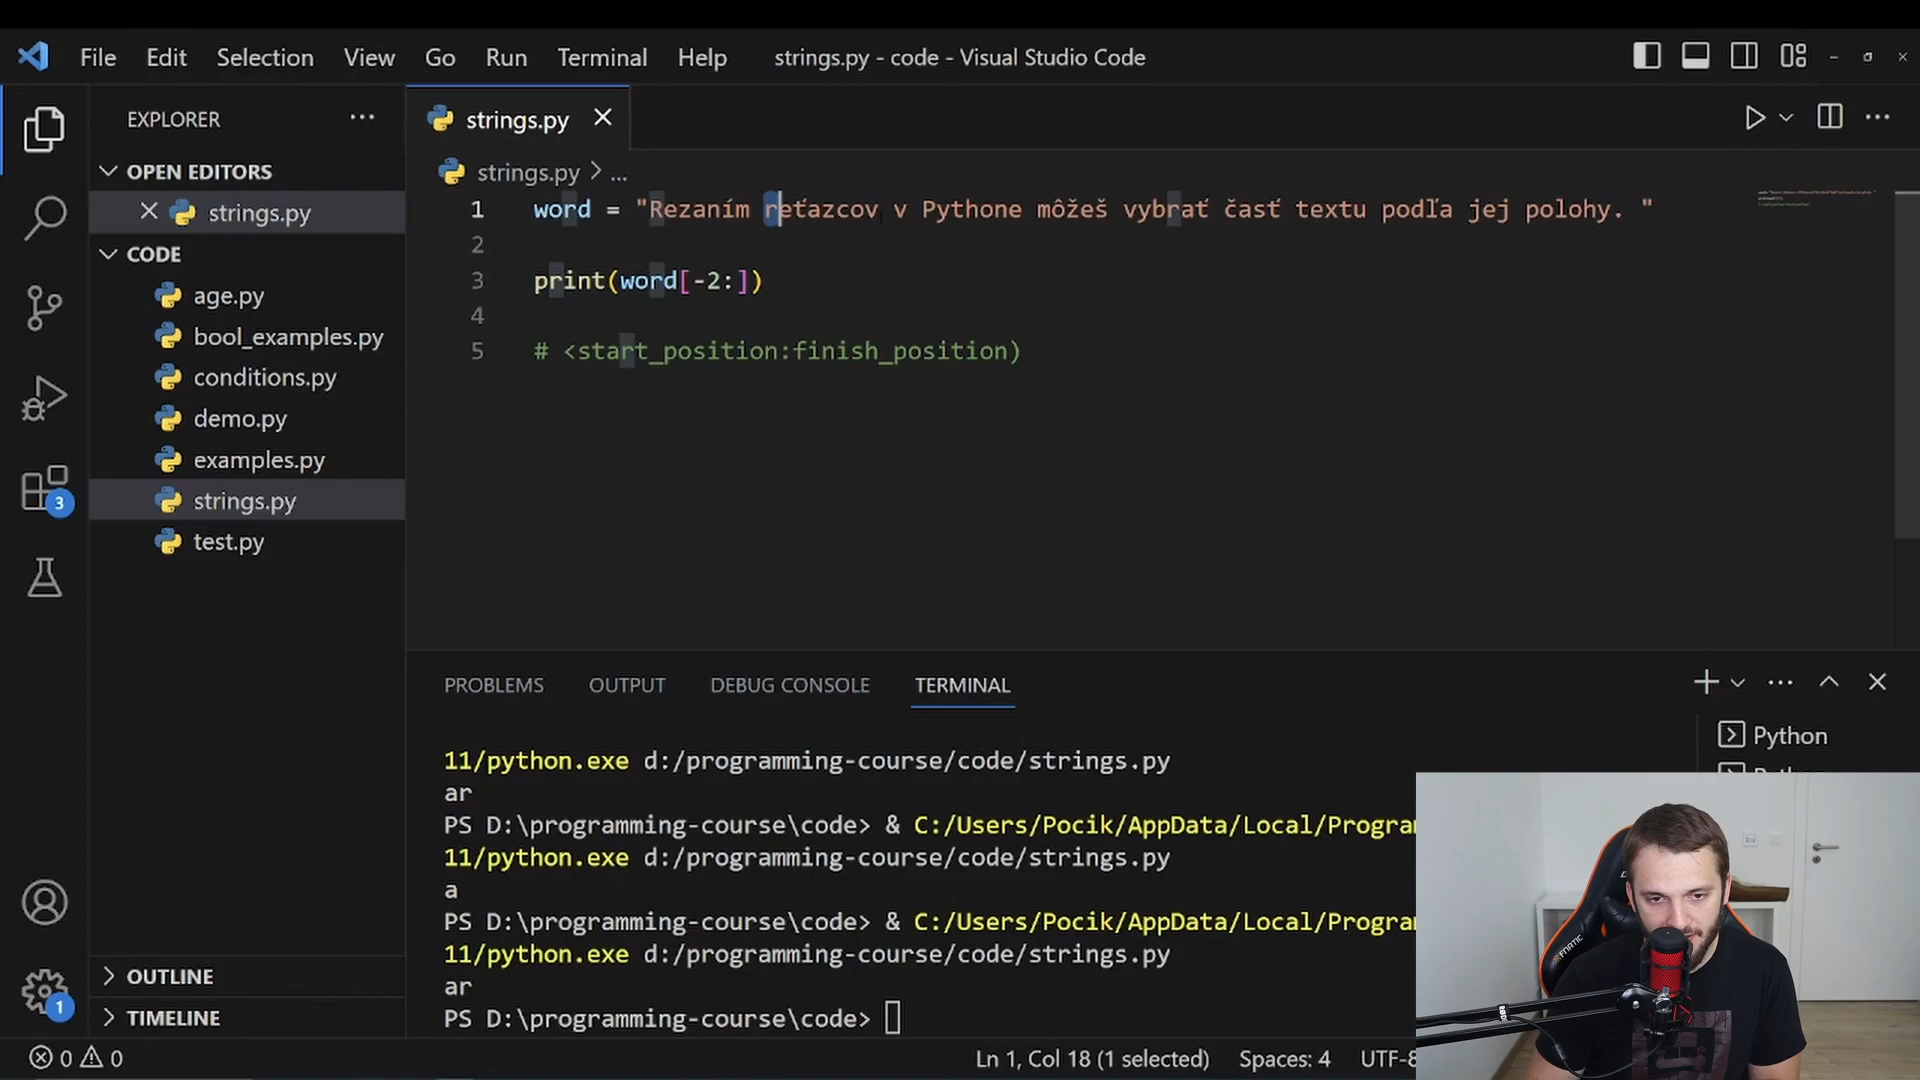 File Edit Selection View Go Run Terminal Help strings.py - code - Visual Studio Code
EXPLORER
OPEN EDITORS
strings.py
CODE
age.py
bool_examples.py
conditions.py
demo.py
examples.py
strings.py
test.py
OUTLINE
TIMELINE
3
1
strings.py
strings.py > ...
1 word = "Rezaním reťazcov v Pythone môžeš vybrať časť textu podľa jej polohy. "
2
3 print(word[-2:])
4
5 # <start_position:finish_position)
PROBLEMS OUTPUT DEBUG CONSOLE TERMINAL
11/python.exe d:/programming-course/code/strings.py
ar
PS D:\programming-course\code> & C:/Users/Pocik/AppData/Local/Program
11/python.exe d:/programming-course/code/strings.py
a
PS D:\programming-course\code> & C:/Users/Pocik/AppData/Local/Program
11/python.exe d:/programming-course/code/strings.py
ar
PS D:\programming-course\code>
Python
0 0 Ln 1, Col 18 (1 selected) Spaces: 4 UTF-8